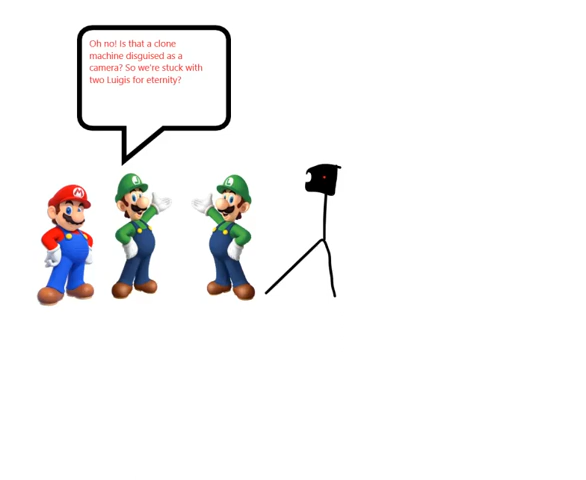 Oh no! Is that a clone
machine disguised as a
camera? So we're stuck with
two Luigis for eternity?
M
L
L